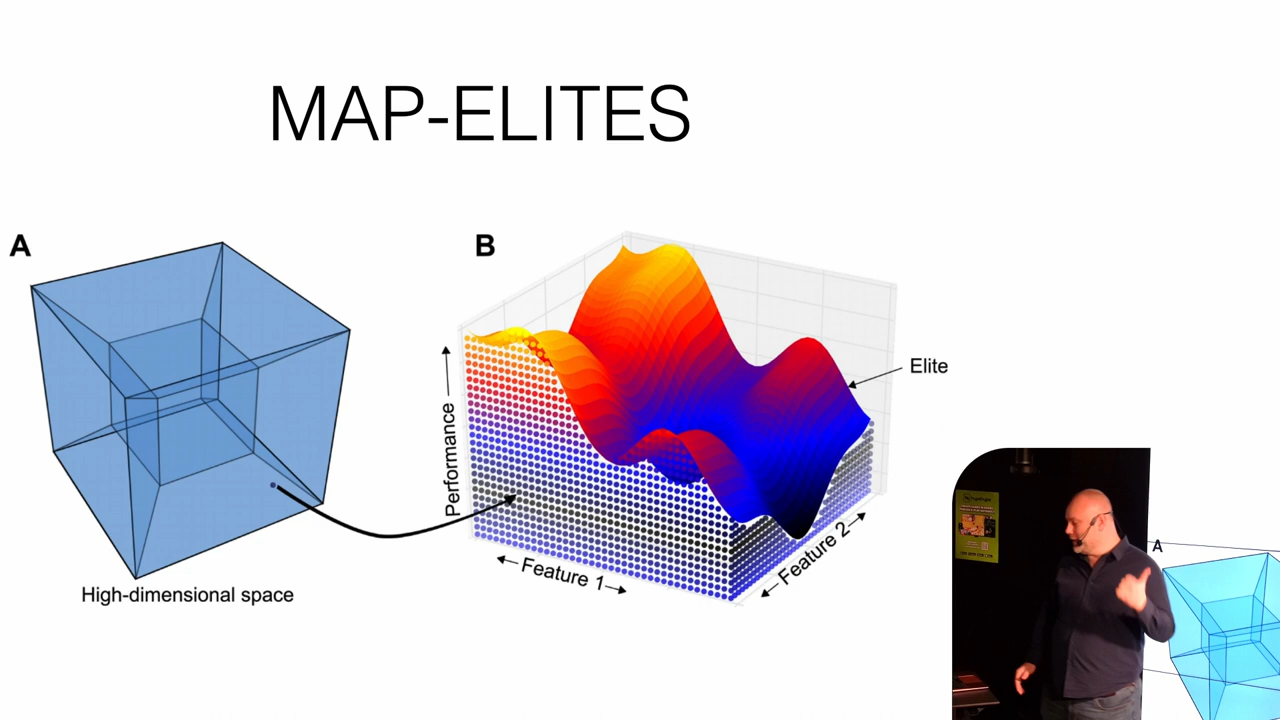 MAP-ELITES
A
High-dimensional space
B
Performance
Feature 1
Feature 2
Elite
A